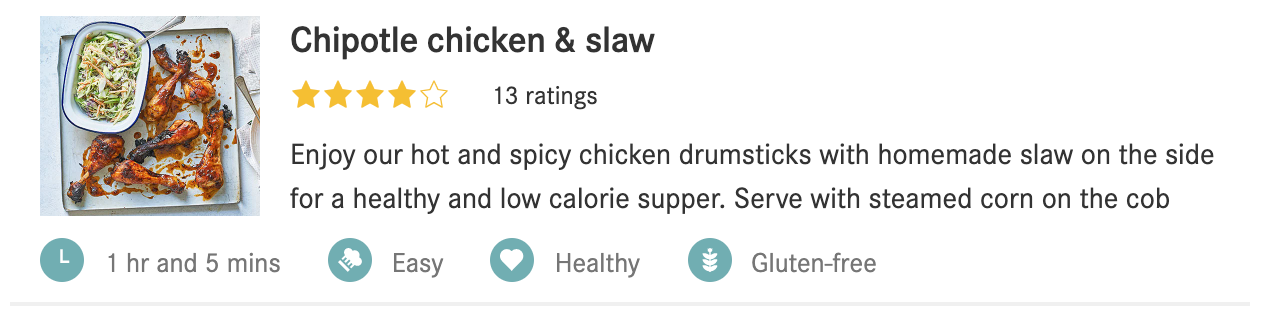 Chipotle chicken & slaw
13 ratings
Enjoy our hot and spicy chicken drumsticks with homemade slaw on the side
for a healthy and low calorie supper. Serve with steamed corn on the cob
1 hr and 5 mins Easy Healthy Gluten-free